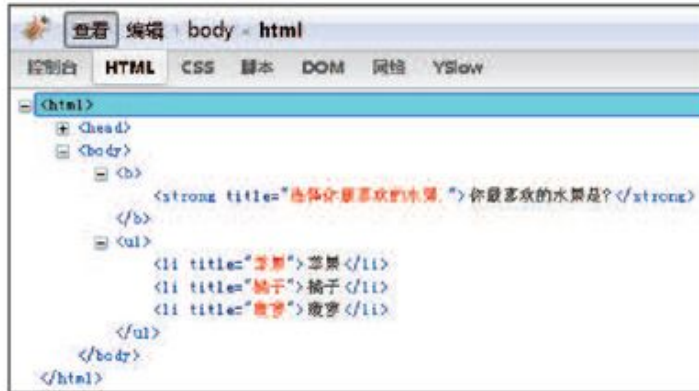 查看 编辑 body < html
控制台 HTML CSS 脚本 DOM 网络 YSlow
<html>
<head>
<body>
<b>
<strong title="选择你最喜欢的水果.">你最喜欢的水果是?</strong>
</b>
<ul>
<li title="苹果">苹果</li>
<li title="橘子">橘子</li>
<li title="菠萝">菠萝</li>
</ul>
</body>
</html>